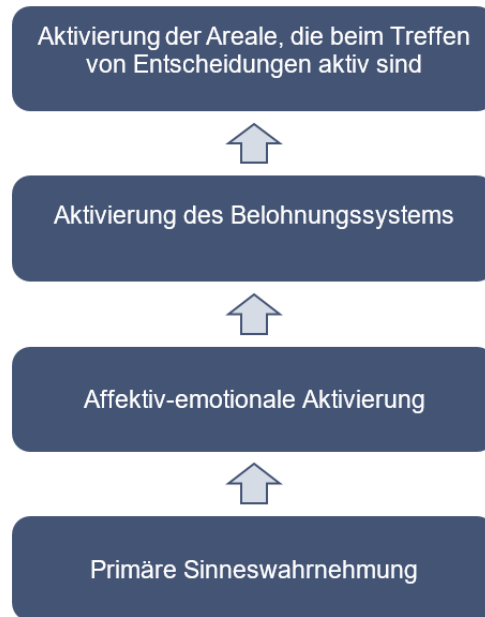 Aktivierung der Areale, die beim Treffen
von Entscheidungen aktiv sind
Aktivierung des Belohnungssystems
Affektiv-emotionale Aktivierung
Primäre Sinneswahrnehmung